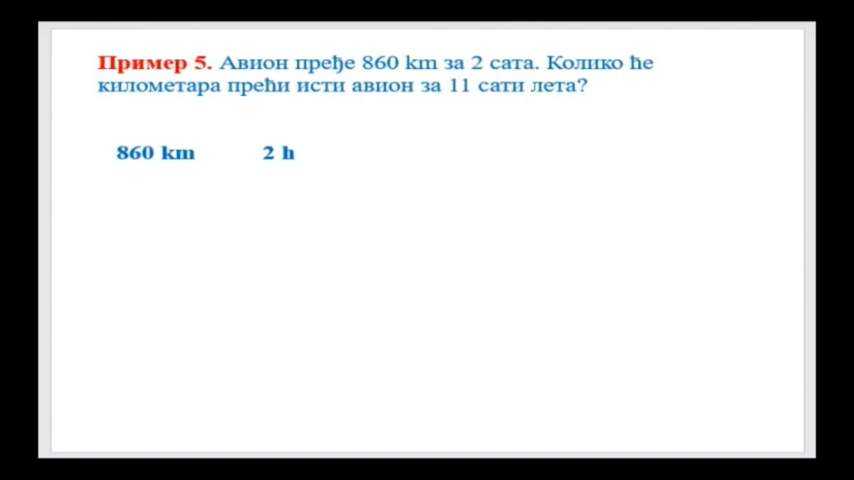 Пример 5. Авион пређе 860 km за 2 сата. Колико ће
километара прећи исти авион за 11 сати лета?
860 km 2 h